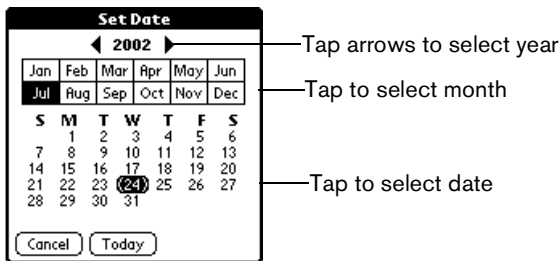 Set Date
2002
Tap arrows to select year
Jan Feb Mar Apr May Jun
Jul Aug Sep Oct Nov Dec
Tap to select month
S M T W T F S
1 2 3 4 5 6
7 8 9 10 11 12 13
14 15 16 17 18 19 20
21 22 23 24 25 26 27
Tap to select date
28 29 30 31
Cancel Today